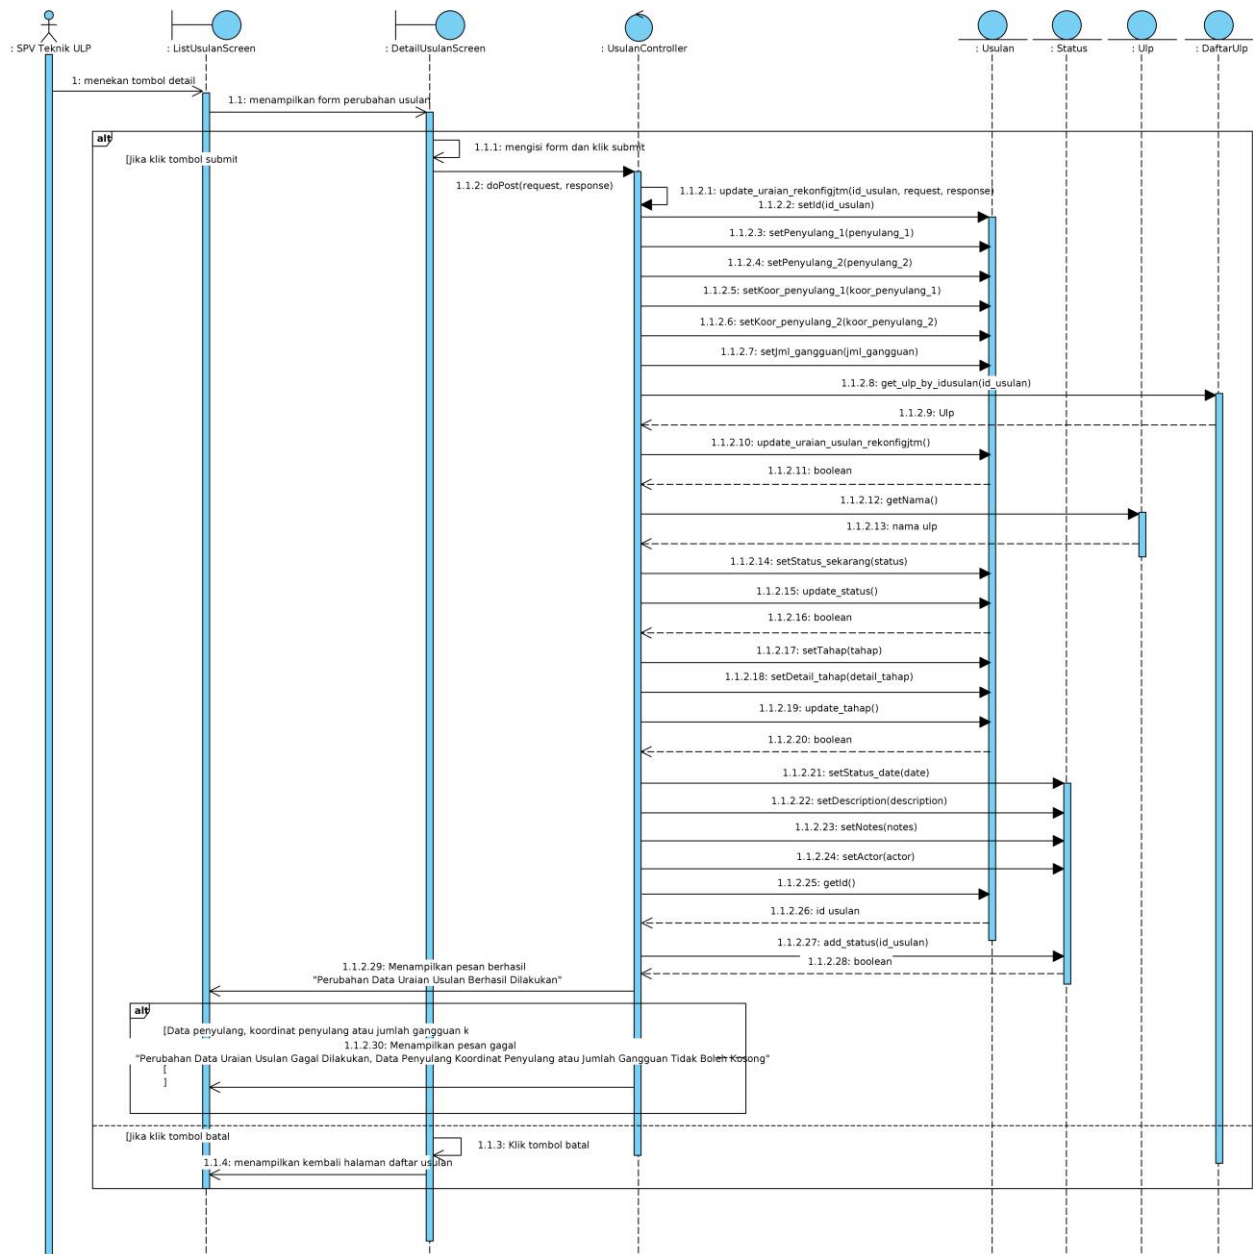 : SPV Teknik ULP
: ListUsulanScreen
: DetailUsulanScreen
: UsulanController
: Usulan
: Status
: Ulp
: DaftarUlp
1: menekan tombol detail
1.1: menampilkan form perubahan usulan
alt
[Jika klik tombol submit
1.1.1: mengisi form dan klik submit
1.1.2: doPost(request, response)
1.1.2.1: update_uraian_rekonfigjtm(id_usulan, request, response)
1.1.2.2: setId(id_usulan)
1.1.2.3: setPenyulang_1(penyulang_1)
1.1.2.4: setPenyulang_2(penyulang_2)
1.1.2.5: setKoor_penyulang_1(koor_penyulang_1)
1.1.2.6: setKoor_penyulang_2(koor_penyulang_2)
1.1.2.7: setJml_gangguan(jml_gangguan)
1.1.2.8: get_ulp_by_idusulan(id_usulan)
1.1.2.9: Ulp
1.1.2.10: update_uraian_usulan_rekonfigjtm()
1.1.2.11: boolean
1.1.2.12: getNama()
1.1.2.13: nama ulp
1.1.2.14: setStatus_sekarang(status)
1.1.2.15: update_status()
1.1.2.16: boolean
1.1.2.17: setTahap(tahap)
1.1.2.18: setDetail_tahap(detail_tahap)
1.1.2.19: update_tahap()
1.1.2.20: boolean
1.1.2.21: setStatus_date(date)
1.1.2.22: setDescription(description)
1.1.2.23: setNotes(notes)
1.1.2.24: setActor(actor)
1.1.2.25: getId()
1.1.2.26: id usulan
1.1.2.27: add_status(id_usulan)
1.1.2.28: boolean
1.1.2.29: Menampilkan pesan berhasil
"Perubahan Data Uraian Usulan Berhasil Dilakukan"
alt
[Data penyulang, koordinat penyulang atau jumlah gangguan k
1.1.2.30: Menampilkan pesan gagal
"Perubahan Data Uraian Usulan Gagal Dilakukan, Data Penyulang Koordinat Penyulang atau Jumlah Gangguan Tidak Boleh Kosong"
[
]
[Jika klik tombol batal
1.1.3: Klik tombol batal
1.1.4: menampilkan kembali halaman daftar usulan